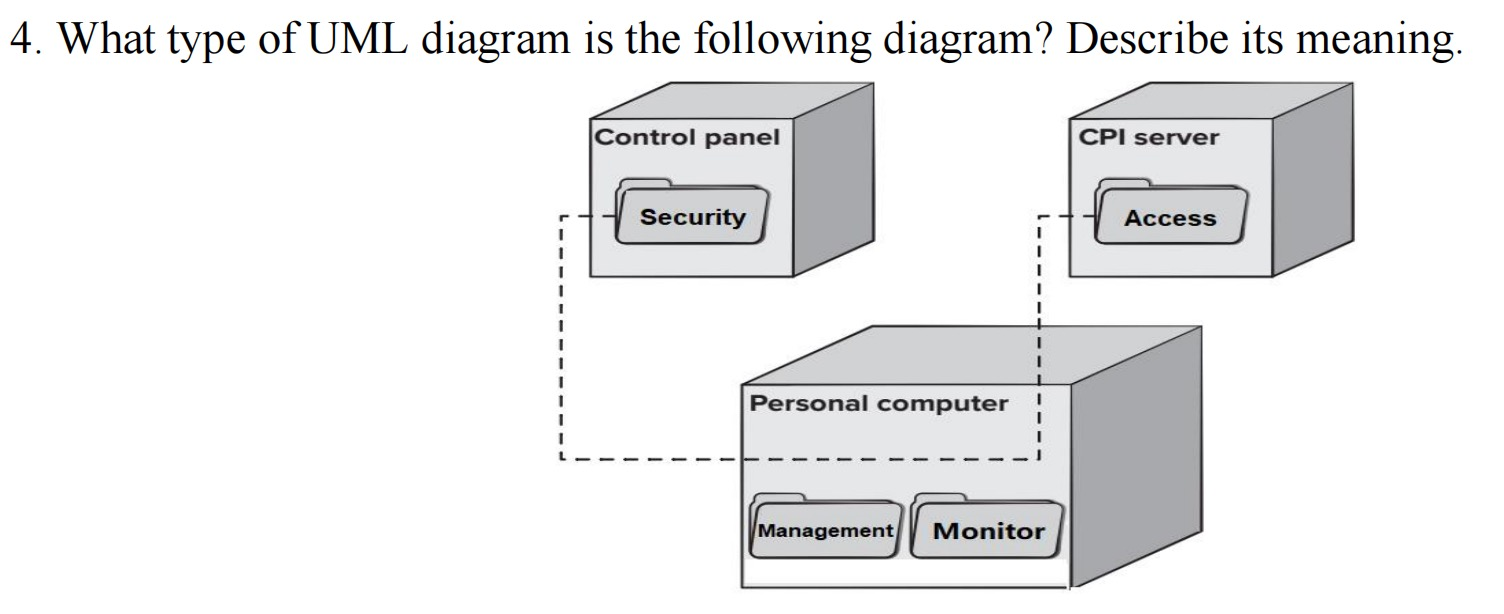 4. What type of UML diagram is the following diagram? Describe its meaning.
Control panel
CPI server
Security
Access
Personal computer
Management
Monitor